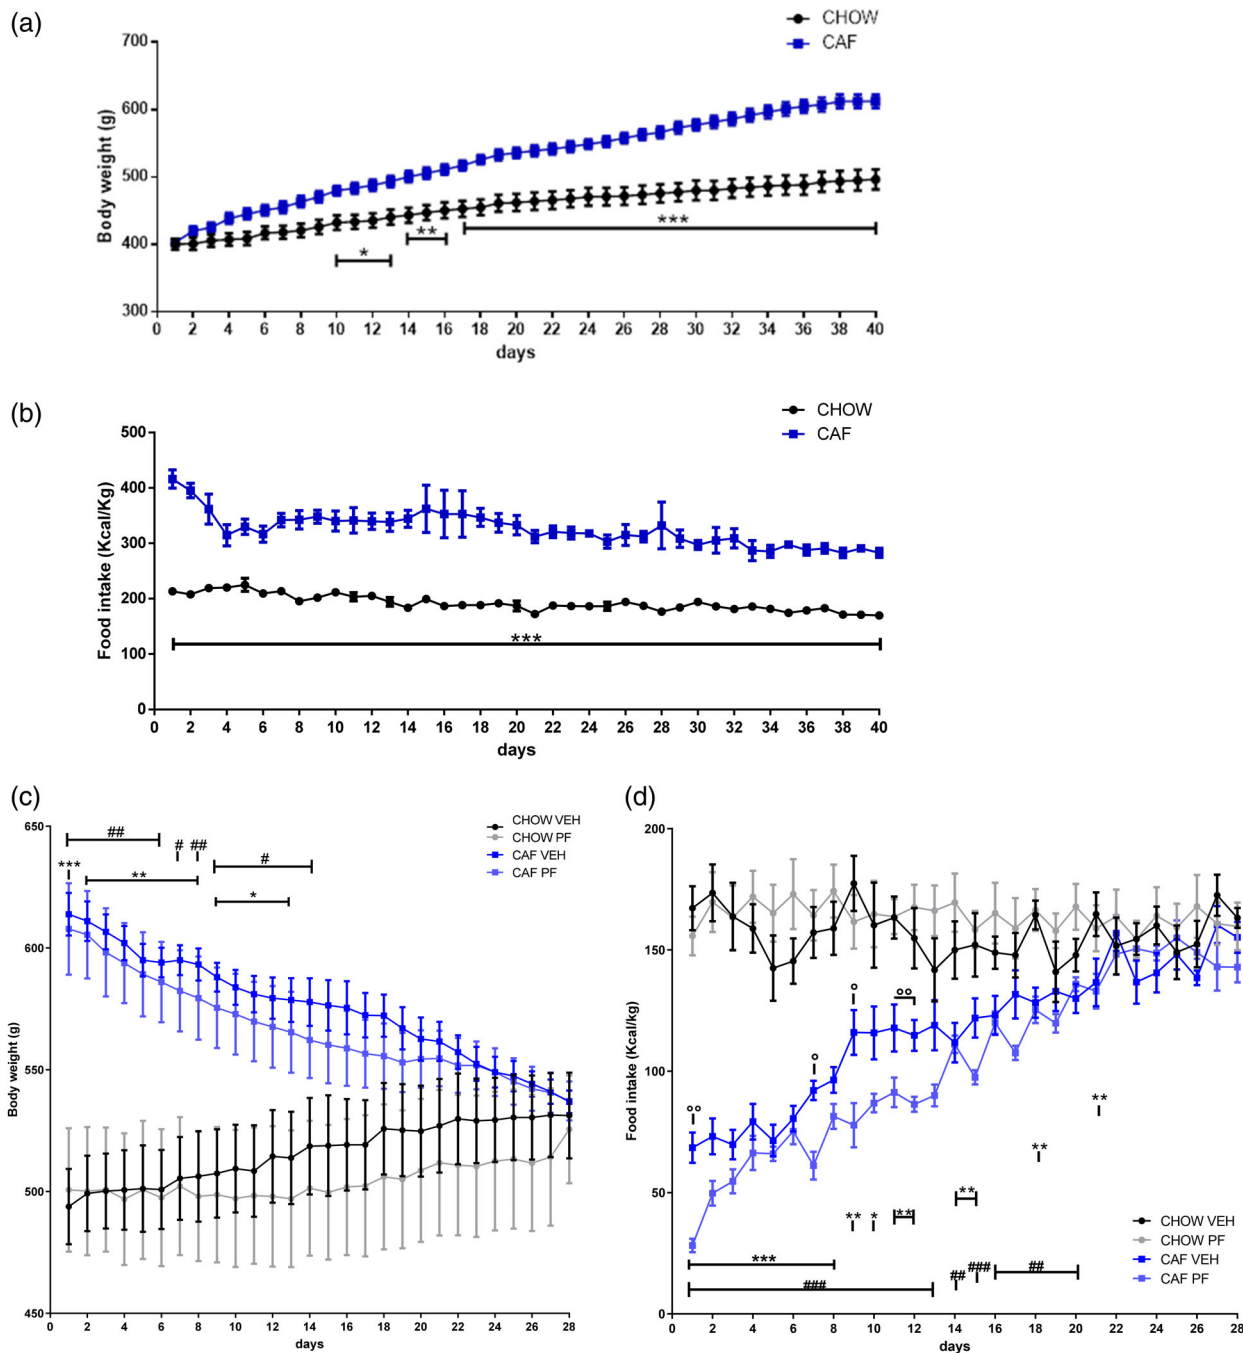 (a)
CHOW
CAF
Body weight (g)
700
600
500
400
300
*
**
***
0 2 4 6 8 10 12 14 16 18 20 22 24 26 28 30 32 34 36 38 40
days
(b)
CHOW
CAF
Food intake (Kcal/Kg)
500
400
300
200
100
0
***
0 2 4 6 8 10 12 14 16 18 20 22 24 26 28 30 32 34 36 38 40
days
(c)
CHOW VEH
CHOW PF
CAF VEH
CAF PF
Body weight (g)
650
600
550
500
450
##
# ##
#
***
**
*
0 2 4 6 8 10 12 14 16 18 20 22 24 26 28
days
(d)
Food intake (Kcal/kg)
200
150
100
50
0
°°
°
°
°°
**
**
**
** * **
***
###
##
###
##
CHOW VEH
CHOW PF
CAF VEH
CAF PF
0 2 4 6 8 10 12 14 16 18 20 22 24 26 28
days